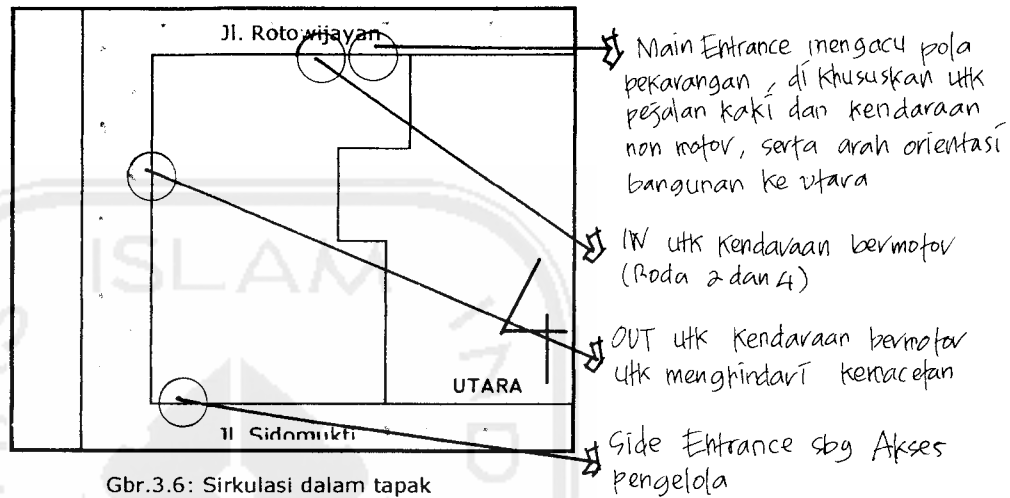 Jl. Rotowijayan
Main Entrance mengacu pola
pekarangan, di khususkan utk
pejalan kaki dan kendaraan
non motor, serta arah orientasi
bangunan ke utara
IN utk kendaraan bermotor
(Roda 2 dan 4)
OUT utk kendaraan bermotor
utk menghindari kemacetan
UTARA
Jl. Sidomukti
Side Entrance sbg Akses
pengelola
Gbr.3.6: Sirkulasi dalam tapak
ISLAM